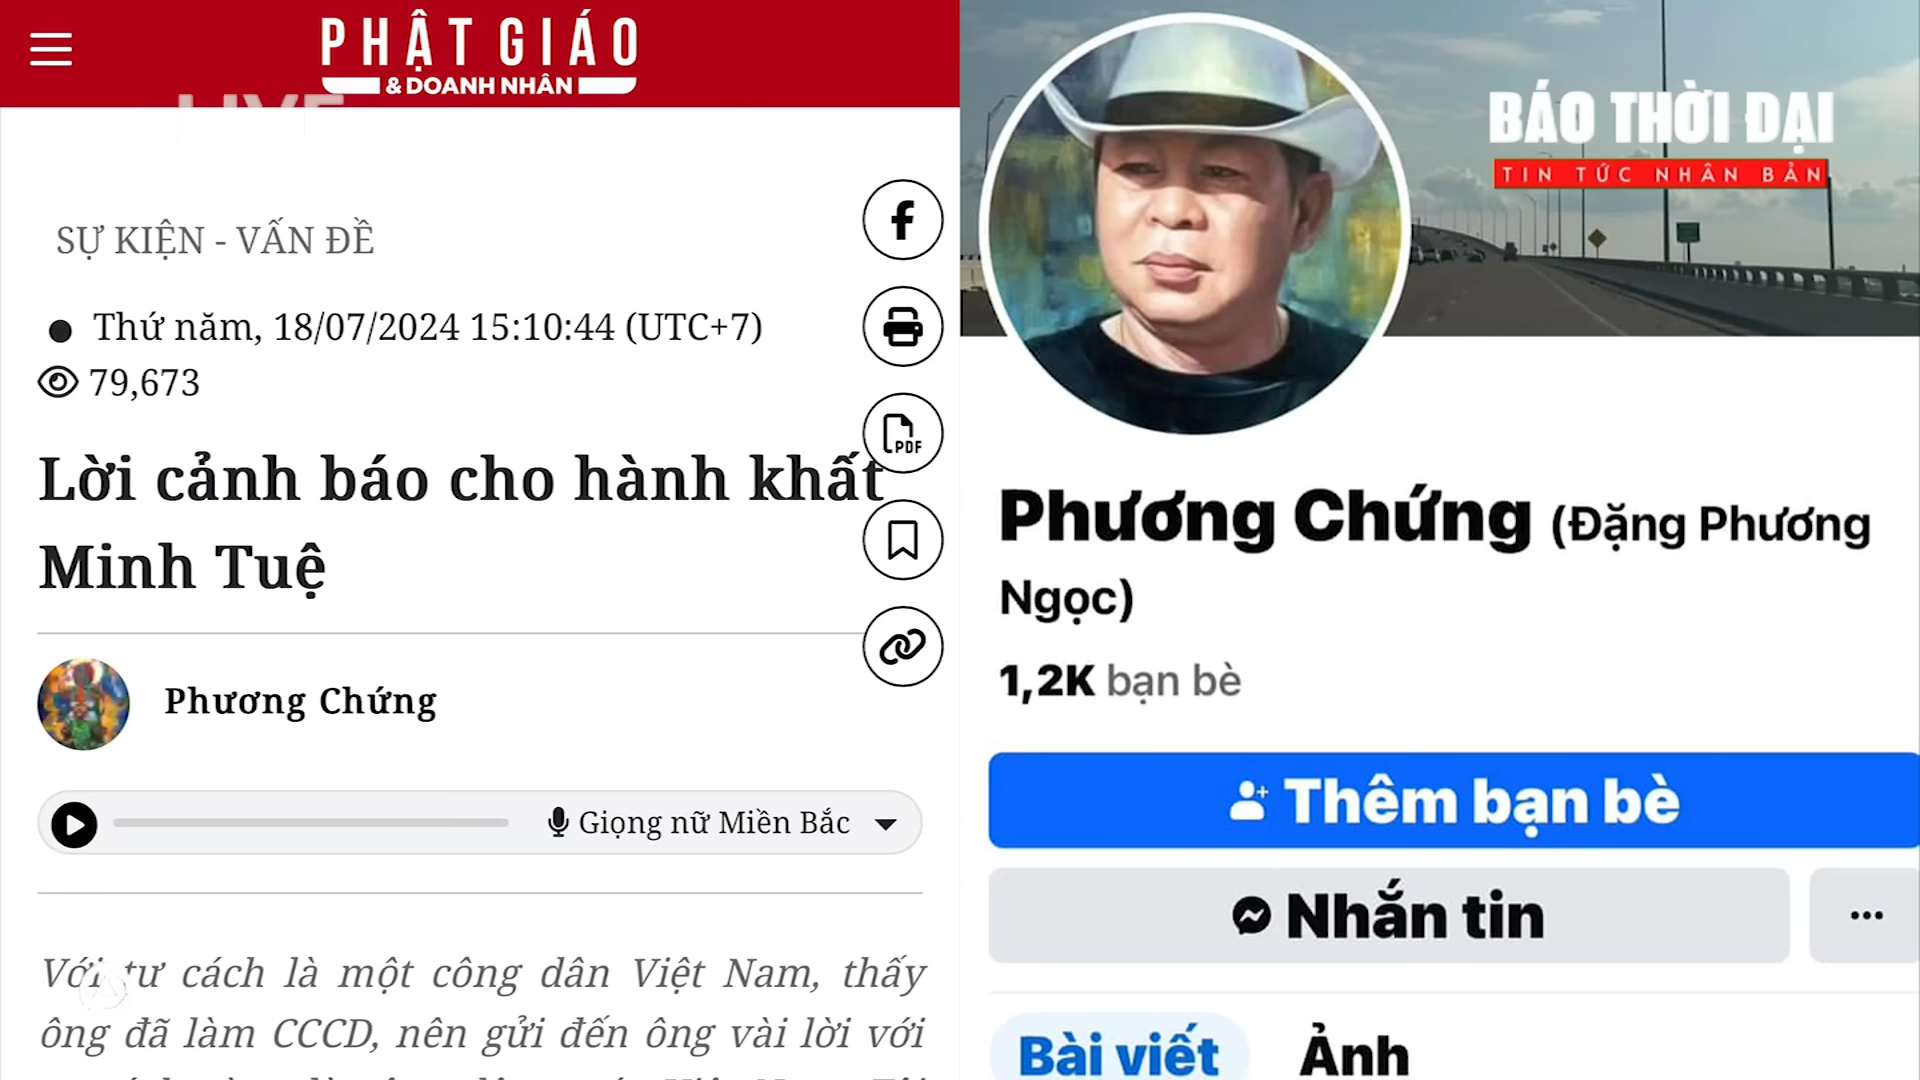 PHẬT GIÁO
& DOANH NHÂN
LIVE
SỰ KIỆN - VẤN ĐỀ
Thứ năm, 18/07/2024 15:10:44 (UTC+7)
79,673
PDF
Lời cảnh báo cho hành khất
Minh Tuệ
Phương Chứng
Giọng nữ Miền Bắc
Với tư cách là một công dân Việt Nam, thấy
ông đã làm CCCD, nên gửi đến ông vài lời với
BÁO THỜI ĐẠI
TIN TỨC NHÂN BẢN
Phương Chứng (Đặng Phương
Ngọc)
1,2K bạn bè
Thêm bạn bè
Nhắn tin
Bài viết Ảnh